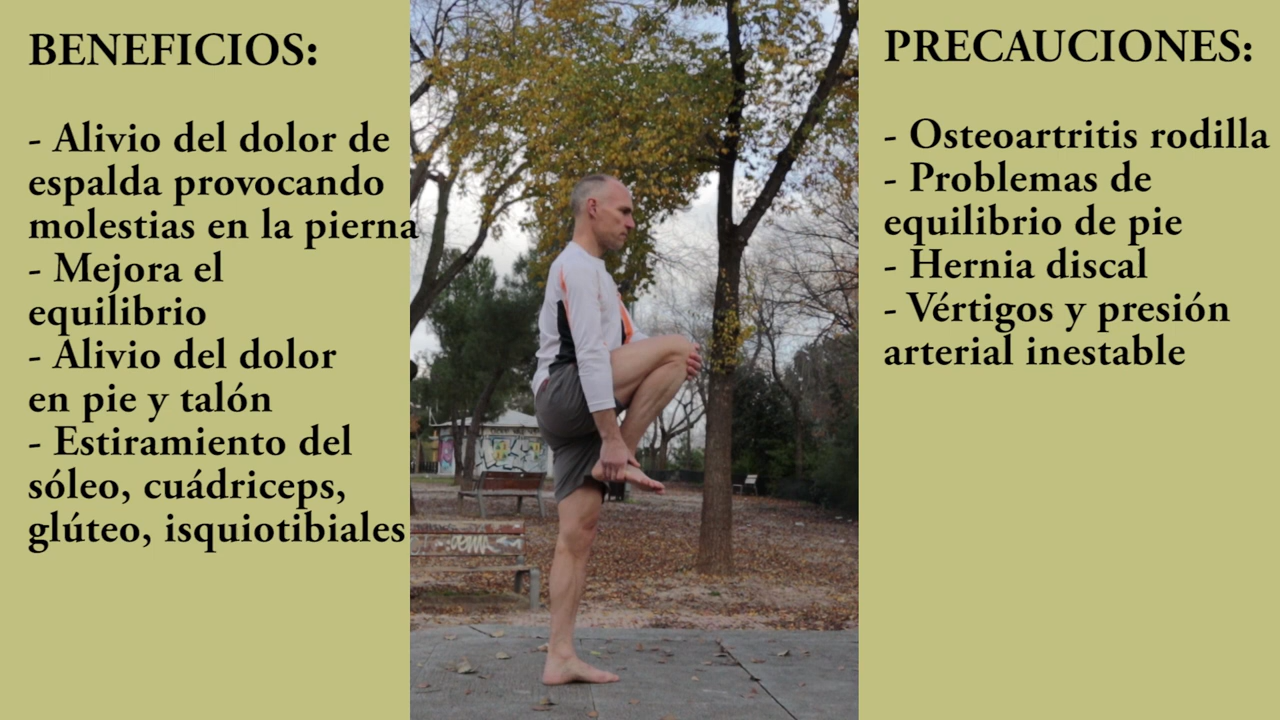 BENEFICIOS:
- Alivio del dolor de
espalda provocando
molestias en la pierna
- Mejora el
equilibrio
- Alivio del dolor
en pie y talón
- Estiramiento del
sóleo, cuádriceps,
glúteo, isquiotibiales
PRECAUCIONES:
- Osteoartritis rodilla
- Problemas de
equilibrio de pie
- Hernia discal
- Vértigos y presión
arterial inestable